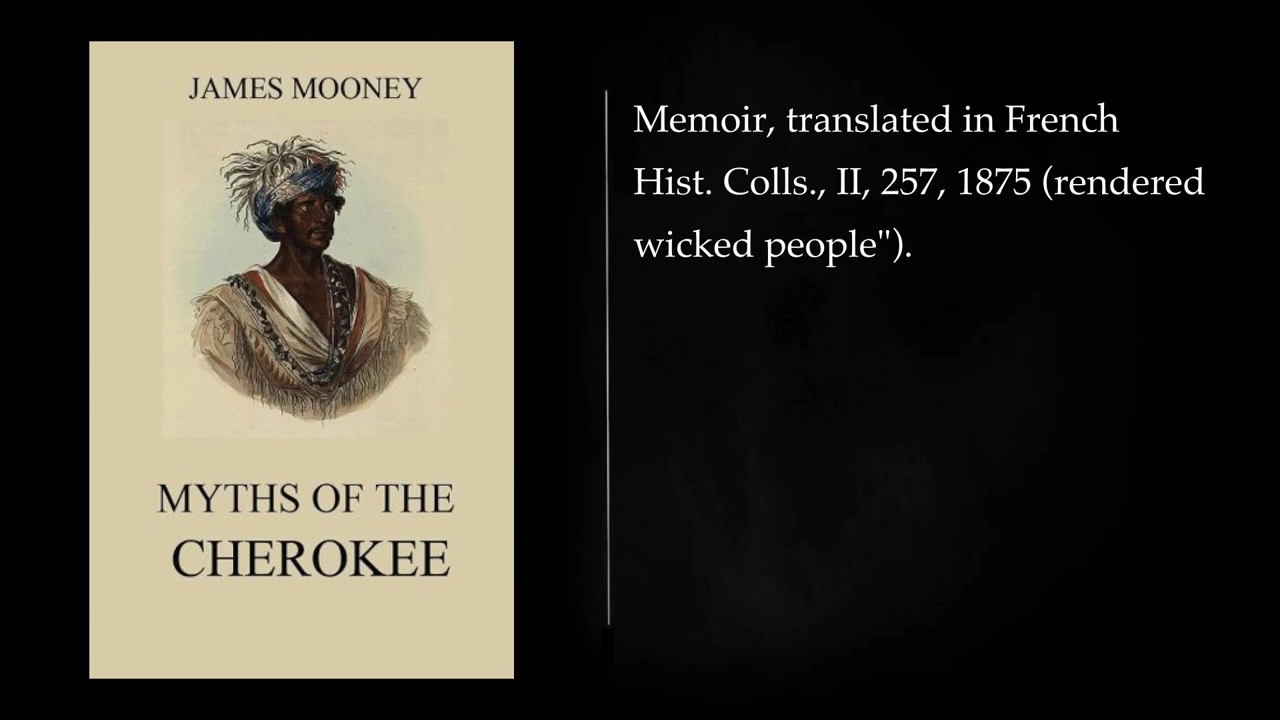 JAMES MOONEY
MYTHS OF THE
CHEROKEE
Memoir, translated in French
Hist. Colls., II, 257, 1875 (rendered
wicked people").